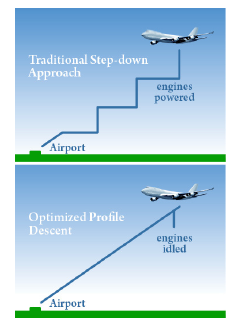 Traditional Step-down
Approach
engines
powered
Airport
Optimized Profile
Descent
engines
idled
Airport